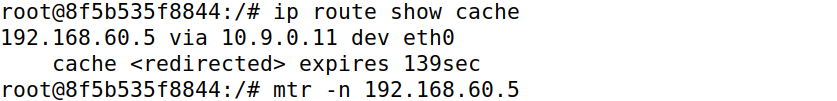 root@8f5b535f8844:/# ip route show cache
192.168.60.5 via 10.9.0.11 dev eth0
    cache <redirected> expires 139sec
root@8f5b535f8844:/# mtr -n 192.168.60.5